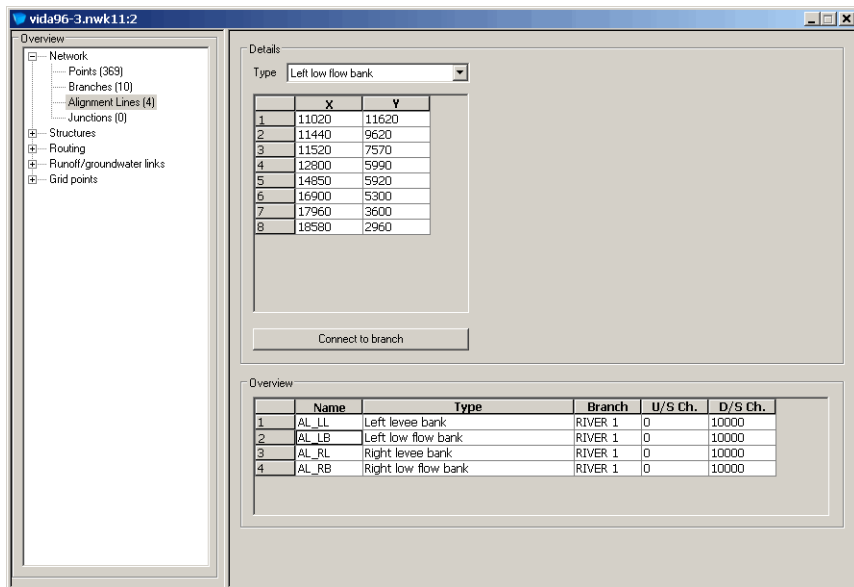 vida96-3.nwk11:2
Overview
Network
Points (369)
Branches (10)
Alignment Lines (4)
Junctions (0)
Structures
Routing
Runoff/groundwater links
Grid points
Details
Type Left low flow bank
X Y
1 11020 11620
2 11440 9620
3 11520 7570
4 12800 5990
5 14850 5920
6 16900 5300
7 17960 3600
8 18580 2960
Connect to branch
Overview
Name Type Branch U/S Ch. D/S Ch.
1 AL_LL Left levee bank RIVER 1 0 10000
2 AL_LB Left low flow bank RIVER 1 0 10000
3 AL_RL Right levee bank RIVER 1 0 10000
4 AL_RB Right low flow bank RIVER 1 0 10000